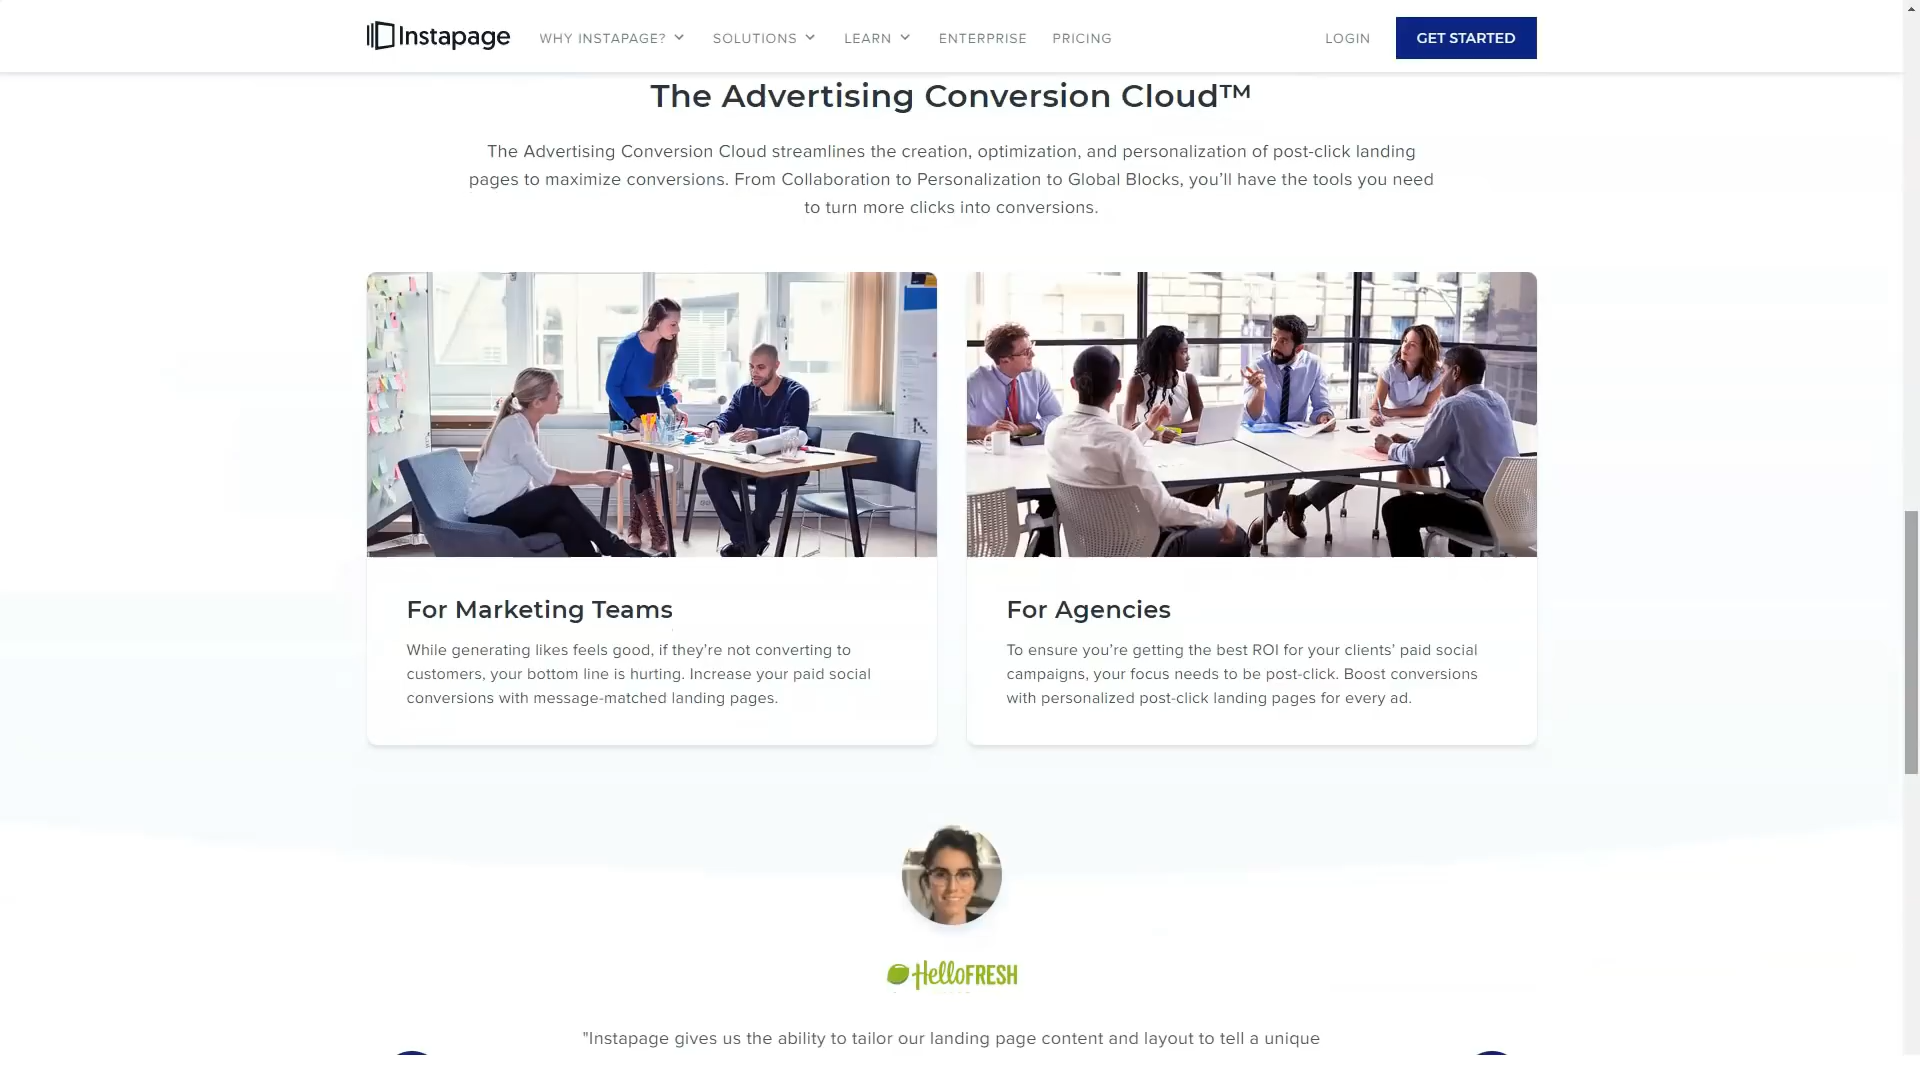 Instapage
WHY INSTAPAGE?
SOLUTIONS
LEARN
ENTERPRISE
PRICING
LOGIN
GET STARTED
The Advertising Conversion Cloud™
The Advertising Conversion Cloud streamlines the creation, optimization, and personalization of post-click landing
pages to maximize conversions. From Collaboration to Personalization to Global Blocks, you’ll have the tools you need
to turn more clicks into conversions.
For Marketing Teams
While generating likes feels good, if they’re not converting to
customers, your bottom line is hurting. Increase your paid social
conversions with message-matched landing pages.
For Agencies
To ensure you’re getting the best ROI for your clients’ paid social
campaigns, your focus needs to be post-click. Boost conversions
with personalized post-click landing pages for every ad.
HelloFRESH
"Instapage gives us the ability to tailor our landing page content and layout to tell a unique